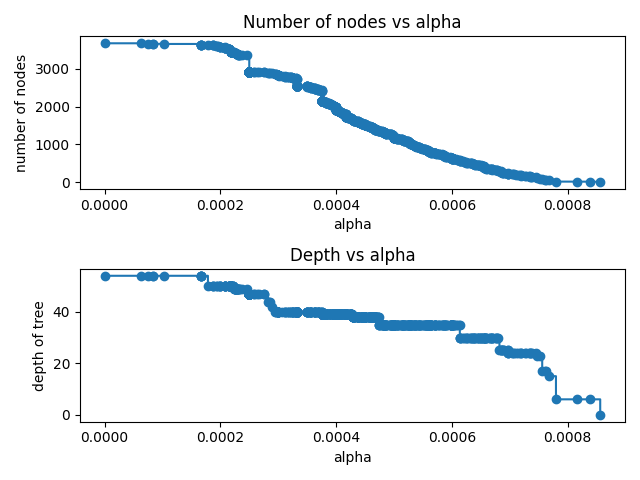 Number of nodes vs alpha
number of nodes
3000
2000
1000
0
0.0000 0.0002 0.0004 0.0006 0.0008
alpha
Depth vs alpha
depth of tree
40
20
0
0.0000 0.0002 0.0004 0.0006 0.0008
alpha